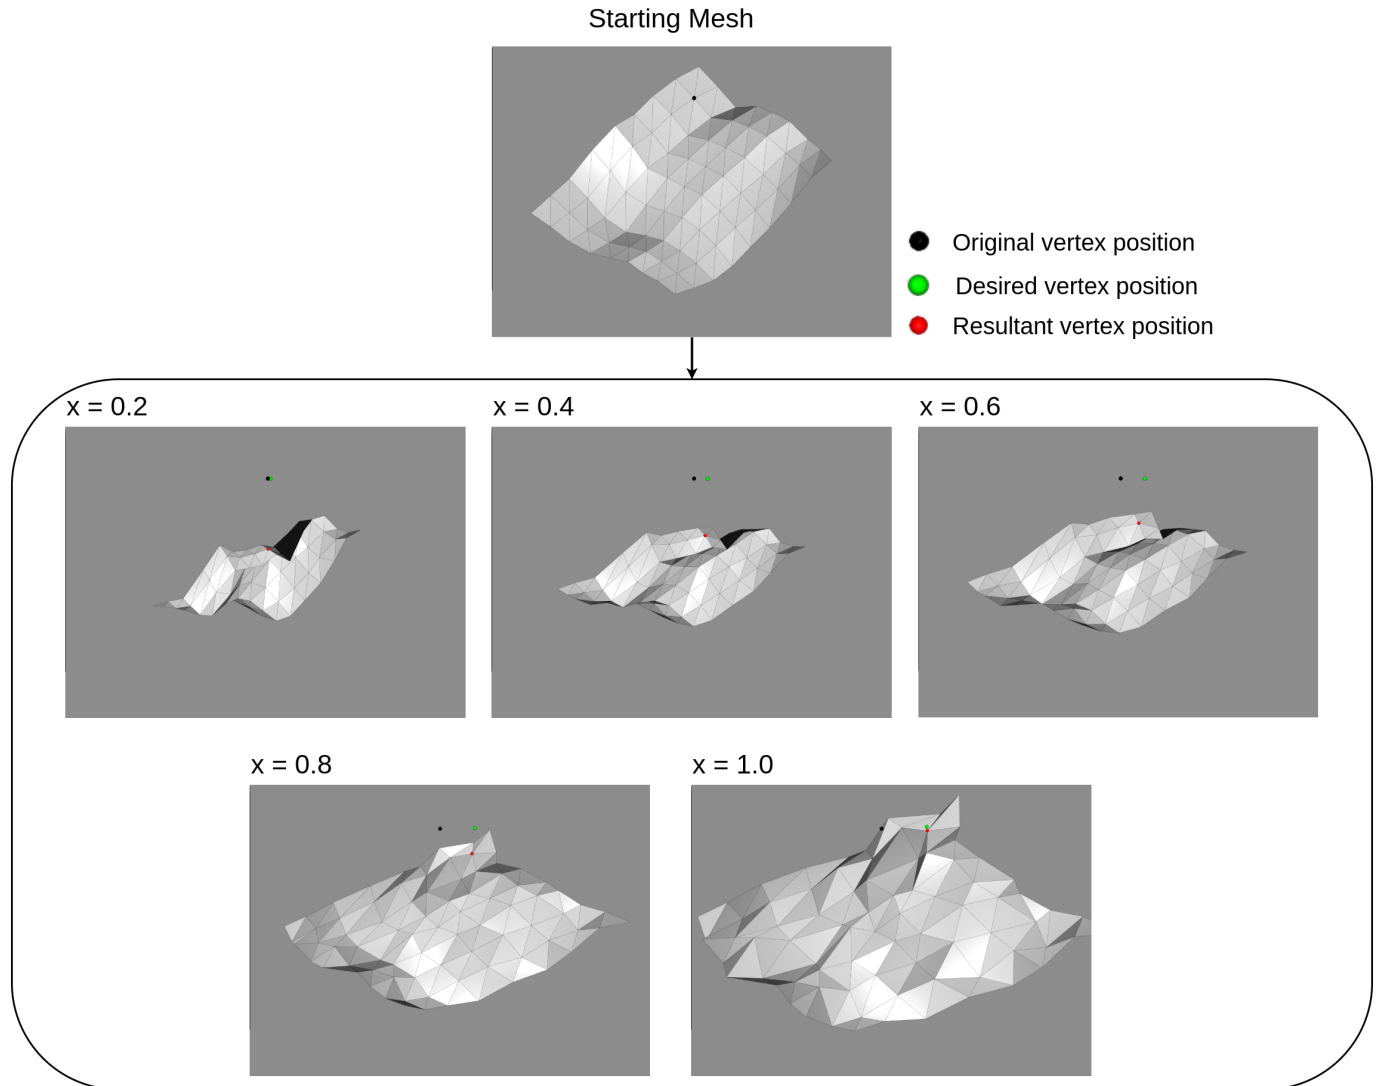 Starting Mesh
Original vertex position
Desired vertex position
Resultant vertex position
x = 0.2
x = 0.4
x = 0.6
x = 0.8
x = 1.0